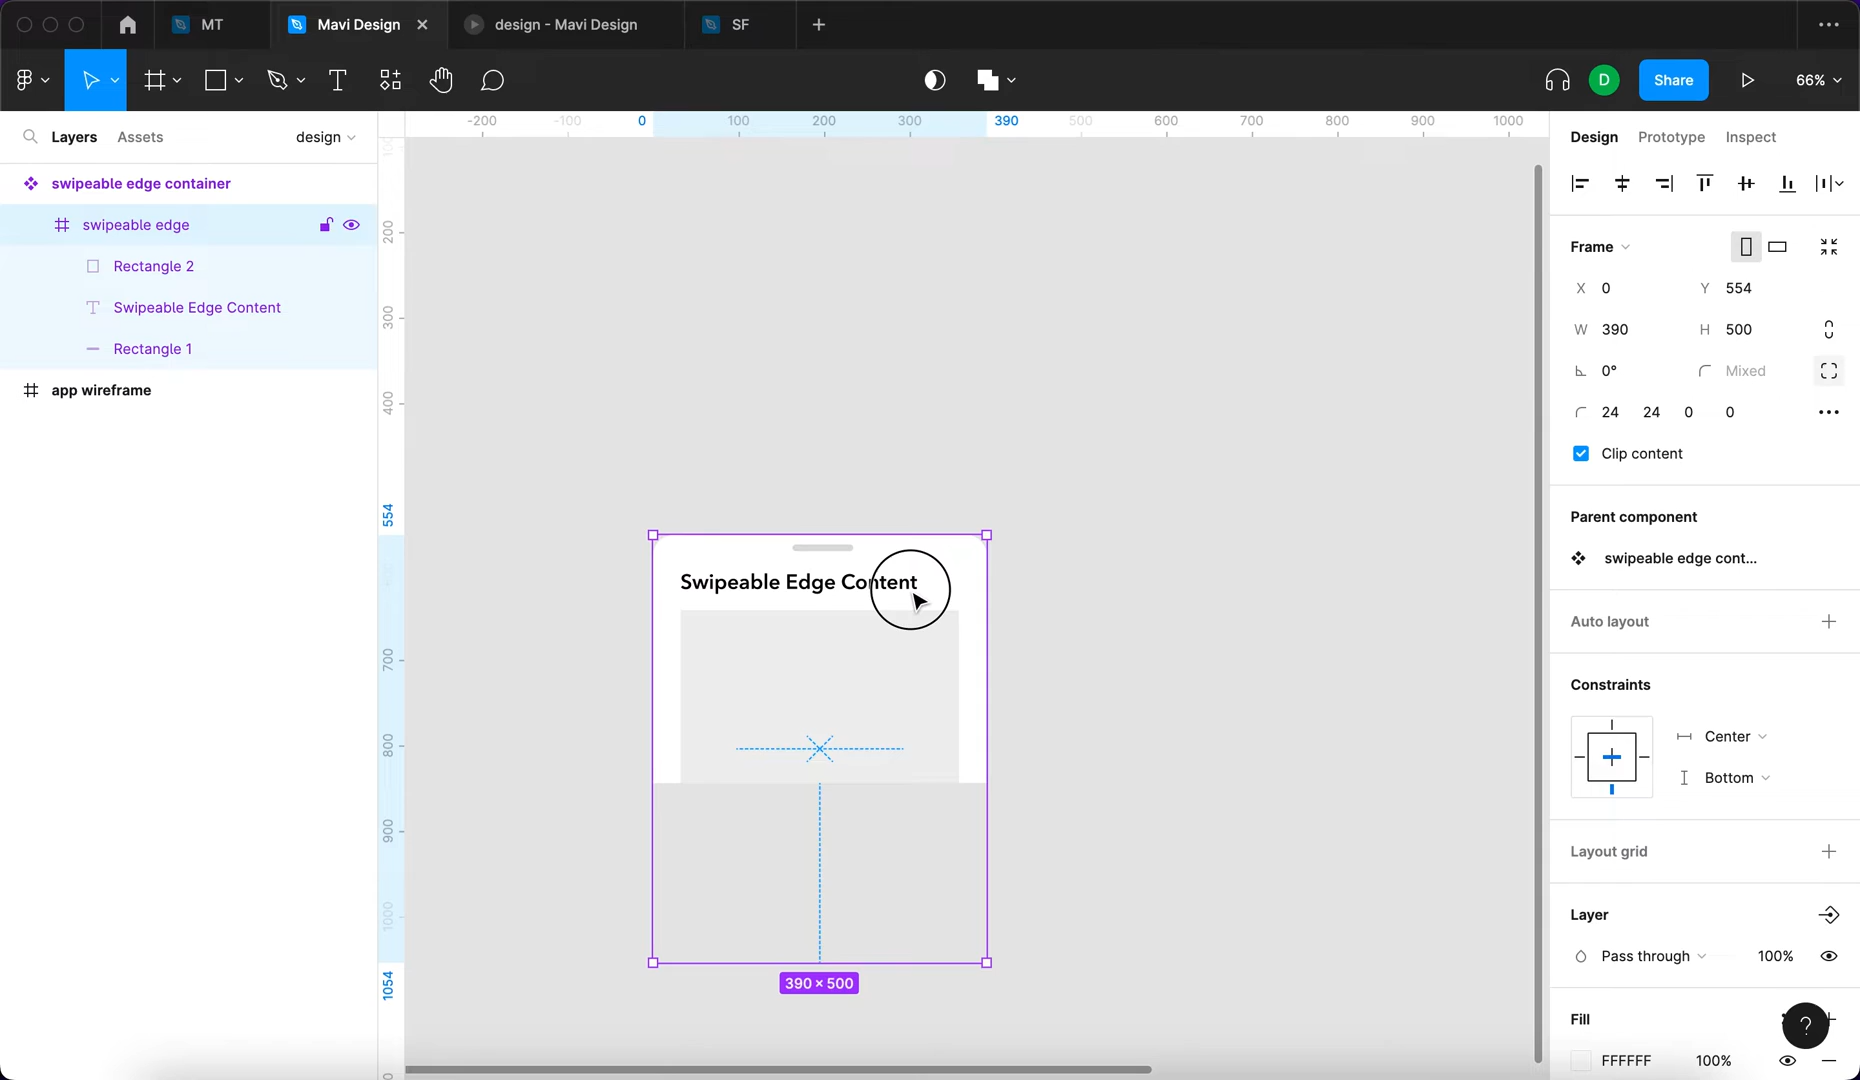 MT
Mavi Design
design - Mavi Design
SF
Share
66%
D
Layers
Assets
design
swipeable edge container
swipeable edge
Rectangle 2
Swipeable Edge Content
Rectangle 1
app wireframe
-200
-100
0
100
200
300
390
500
600
700
800
900
1000
200
300
400
554
700
800
900
1000
1054
Swipeable Edge Content
390 × 500
Design
Prototype
Inspect
Frame
X 0 Y 554
W 390 H 500
0° Mixed
24 24 0 0
Clip content
Parent component
swipeable edge cont...
Auto layout
Constraints
Center
Bottom
Layout grid
Layer
Pass through 100%
Fill
?
FFFFFF 100%